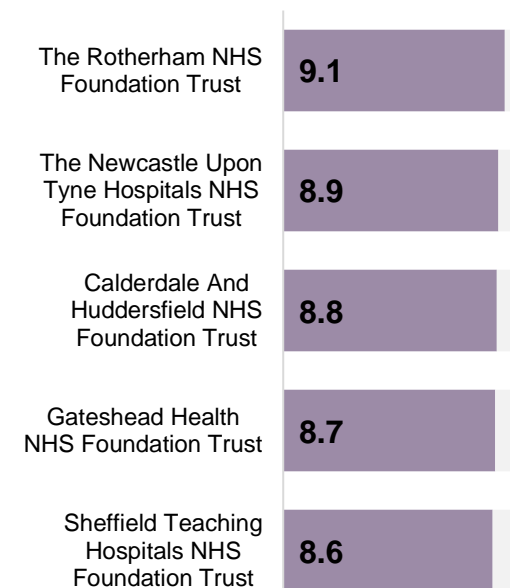 The Rotherham NHS
Foundation Trust
9.1
The Newcastle Upon
Tyne Hospitals NHS
Foundation Trust
8.9
Calderdale And
Huddersfield NHS
Foundation Trust
8.8
Gateshead Health
NHS Foundation Trust
8.7
Sheffield Teaching
Hospitals NHS
Foundation Trust
8.6